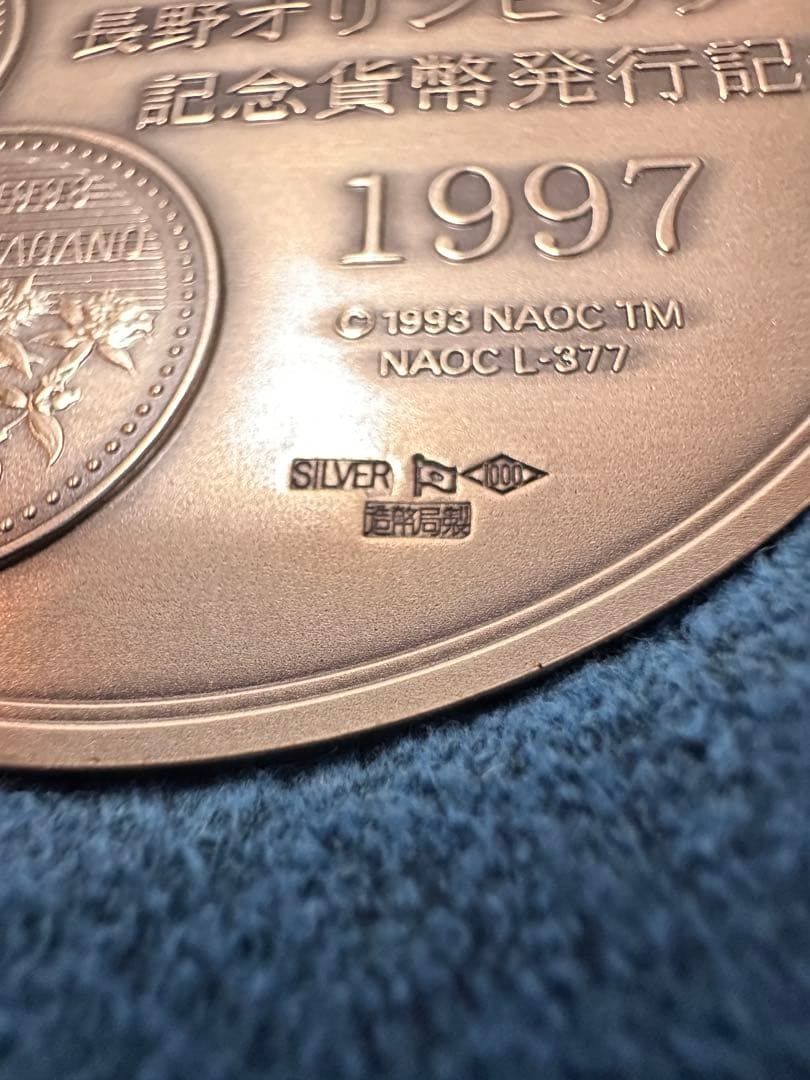 長野オリンピック
記念貨幣発行記
1997
© 1993 NAOC TM
NAOC L-377
SILVER 1000
造幣局製